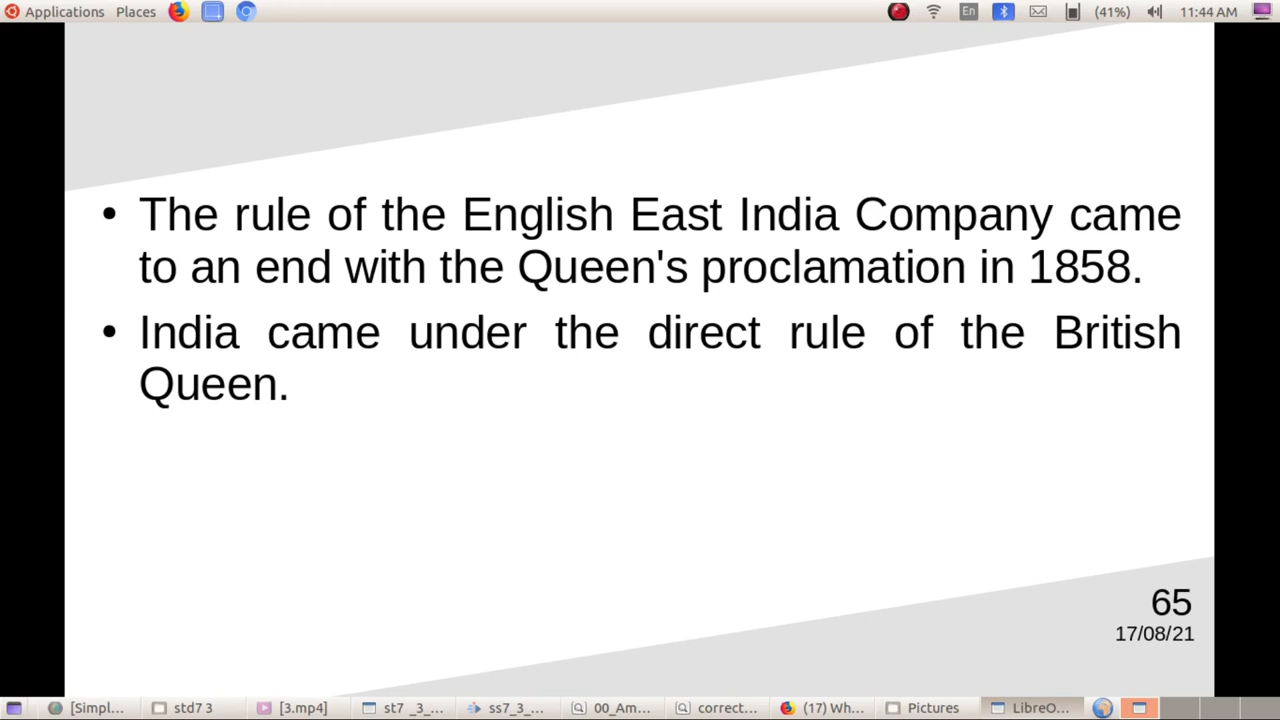 Applications Places En (41%) 11:44 AM
• The rule of the English East India Company came
to an end with the Queen's proclamation in 1858.
• India came under the direct rule of the British
Queen.
65
17/08/21
[Simpl... std7 3 [3.mp4] st7 _3_... ss7_3_... 00_Am... correct... (17) Wh... Pictures LibreO...